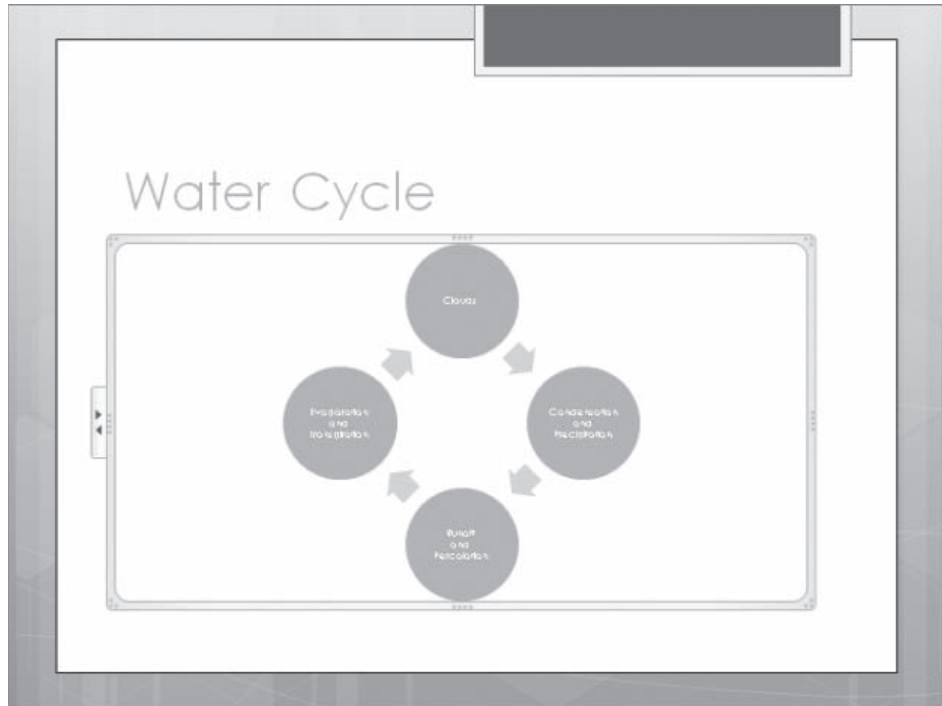 Water Cycle
Clouds
Condensation
and
Precipitation
Runoff
and
Percolation
Evaporation
and
Transpiration